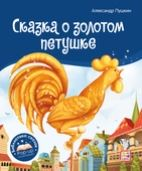 Александр Пушкин
Сказка о золотом
петушке